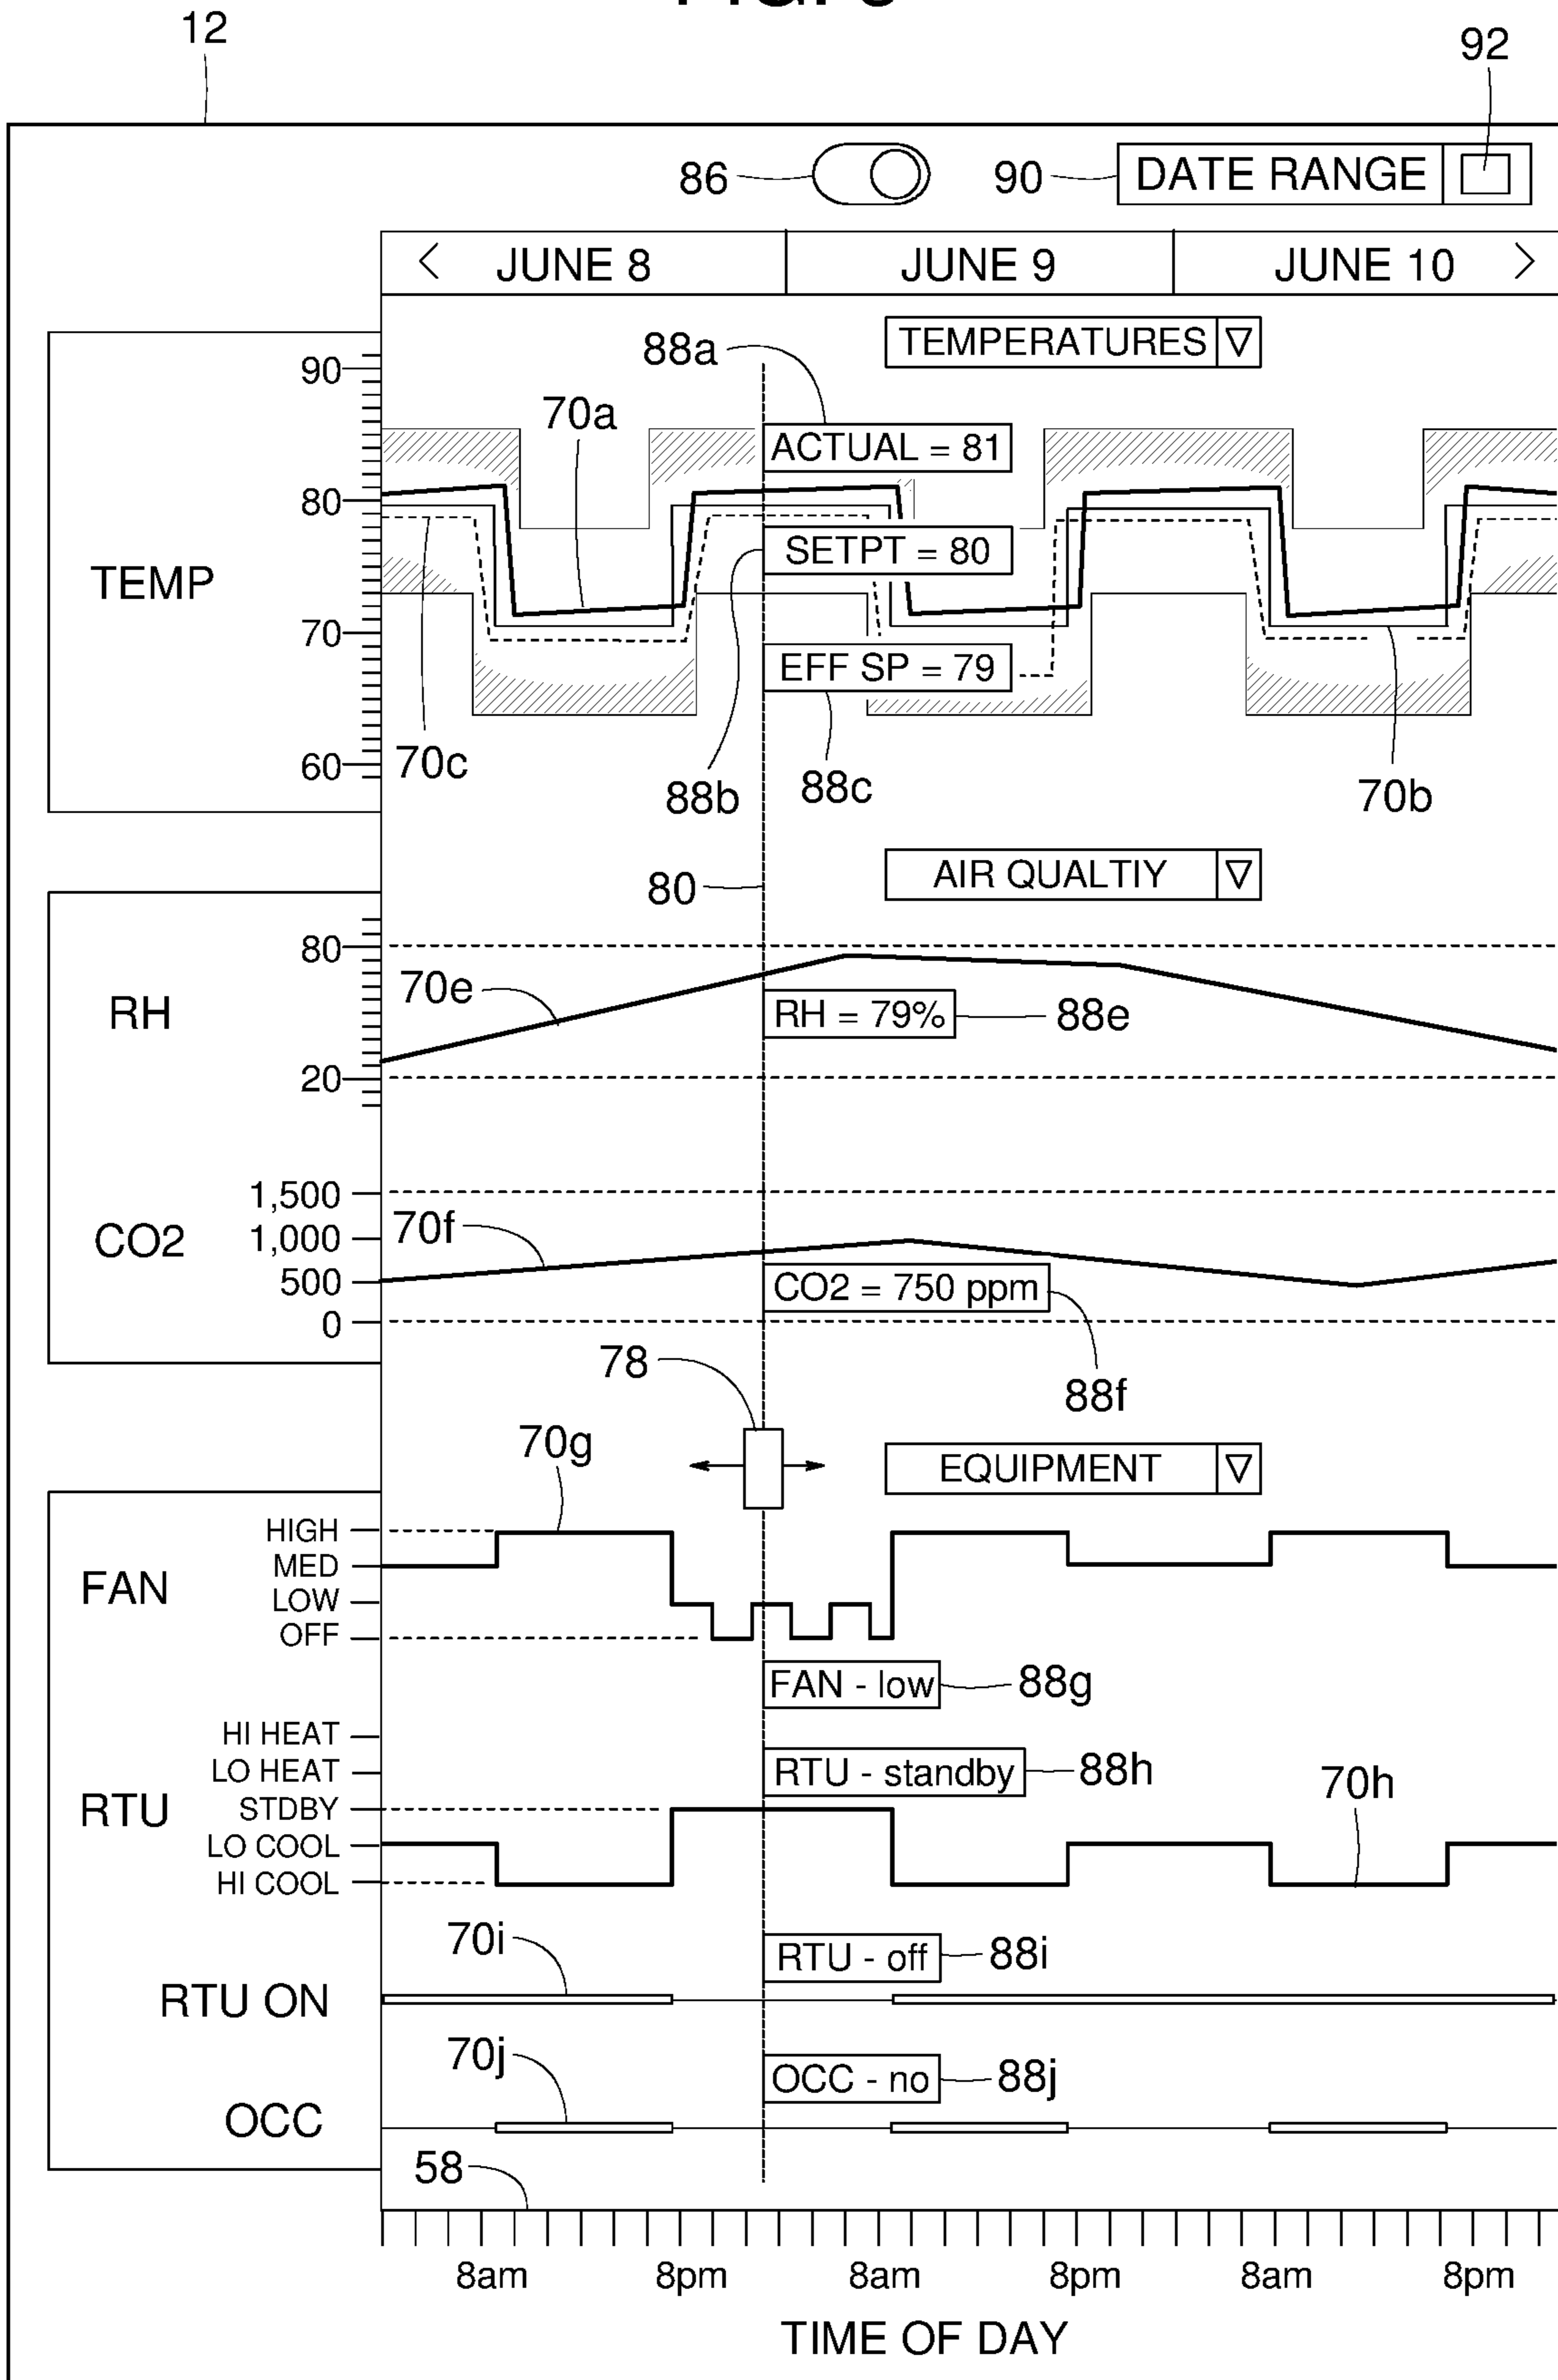 12
92
86
90
DATE RANGE
< JUNE 8
JUNE 9
JUNE 10 >
TEMPERATURES
88a
90
70a
ACTUAL = 81
80
SETPT = 80
TEMP
70
EFF SP = 79
70c
60
88b
88c
70b
AIR QUALTIY
80
80
70e
RH
RH = 79%
88e
20
1,500
70f
CO2
1,000
500
CO2 = 750 ppm
0
78
88f
70g
EQUIPMENT
HIGH
MED
FAN
LOW
OFF
FAN - low
88g
HI HEAT
LO HEAT
RTU - standby
88h
70h
RTU
STDBY
LO COOL
HI COOL
70i
RTU - off
88i
RTU ON
70j
OCC - no
88j
OCC
58
8am 8pm 8am 8pm 8am 8pm
TIME OF DAY